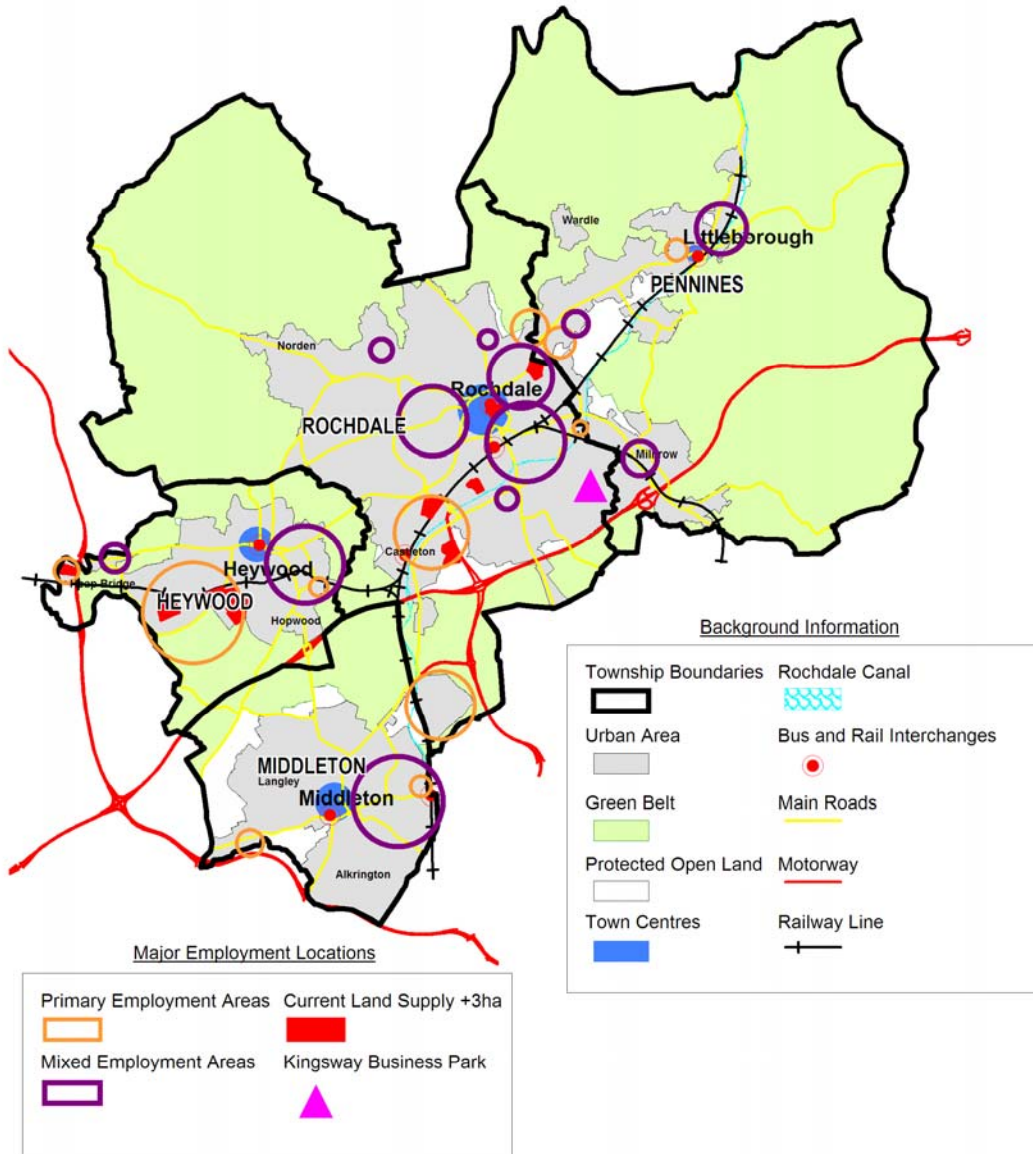 Wardle
Littleborough
PENNINES
Norden
Rochdale
ROCHDALE
Milnrow
Castleton
Heywood
Heap Bridge
HEYWOOD
Hopwood
MIDDLETON
Langley
Middleton
Alkrington
Background Information
Township Boundaries
Rochdale Canal
Urban Area
Bus and Rail Interchanges
Green Belt
Main Roads
Protected Open Land
Motorway
Town Centres
Railway Line
Major Employment Locations
Primary Employment Areas
Current Land Supply +3ha
Mixed Employment Areas
Kingsway Business Park